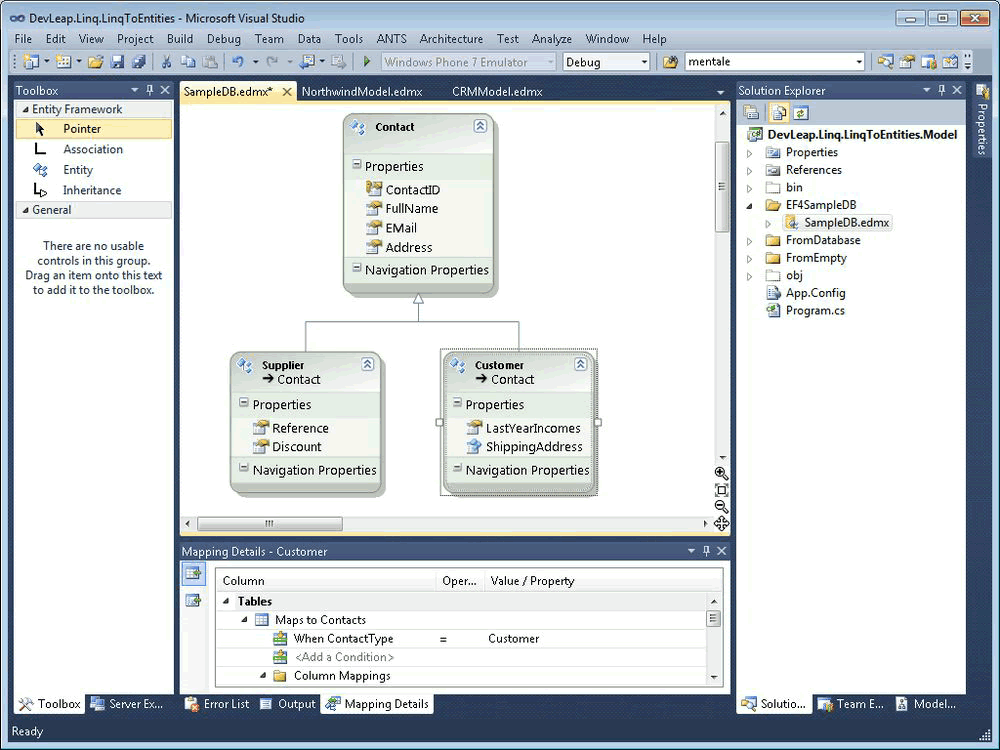 DevLeap.Linq.LinqToEntities - Microsoft Visual Studio
File Edit View Project Build Debug Team Data Tools ANTS Architecture Test Analyze Window Help
Windows Phone 7 Emulator Debug mentale
Toolbox
Entity Framework
Pointer
Association
Entity
Inheritance
General
There are no usable
controls in this group.
Drag an item onto this text
to add it to the toolbox.
SampleDB.edmx* NorthwindModel.edmx CRMModel.edmx
Contact
Properties
ContactID
FullName
EMail
Address
Navigation Properties
Supplier
Contact
Properties
Reference
Discount
Navigation Properties
Customer
Contact
Properties
LastYearIncomes
ShippingAddress
Navigation Properties
Mapping Details - Customer
Column Oper... Value / Property
Tables
Maps to Contacts
When ContactType = Customer
<Add a Condition>
Column Mappings
Solution Explorer
DevLeap.Linq.LinqToEntities.Model
Properties
References
bin
EF4SampleDB
SampleDB.edmx
FromDatabase
FromEmpty
obj
App.Config
Program.cs
Properties
Toolbox Server Ex... Error List Output Mapping Details Solutio... Team E... Model...
Ready